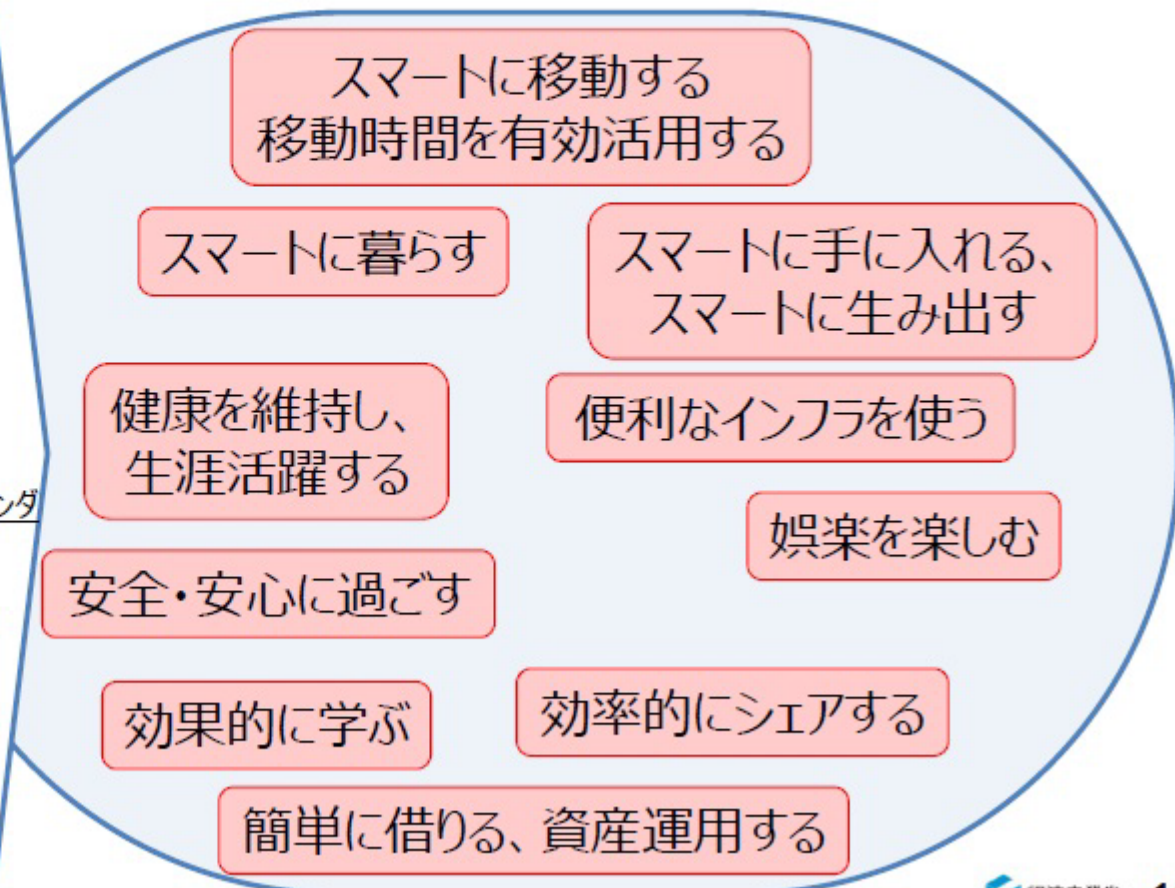 スマートに移動する
移動時間を有効活用する
スマートに暮らす
スマートに手に入れる、
スマートに生み出す
健康を維持し、
生涯活躍する
便利なインフラを使う
ンダ
娯楽を楽しむ
安全・安心に過ごす
効果的に学ぶ
効率的にシェアする
簡単に借りる、資産運用する